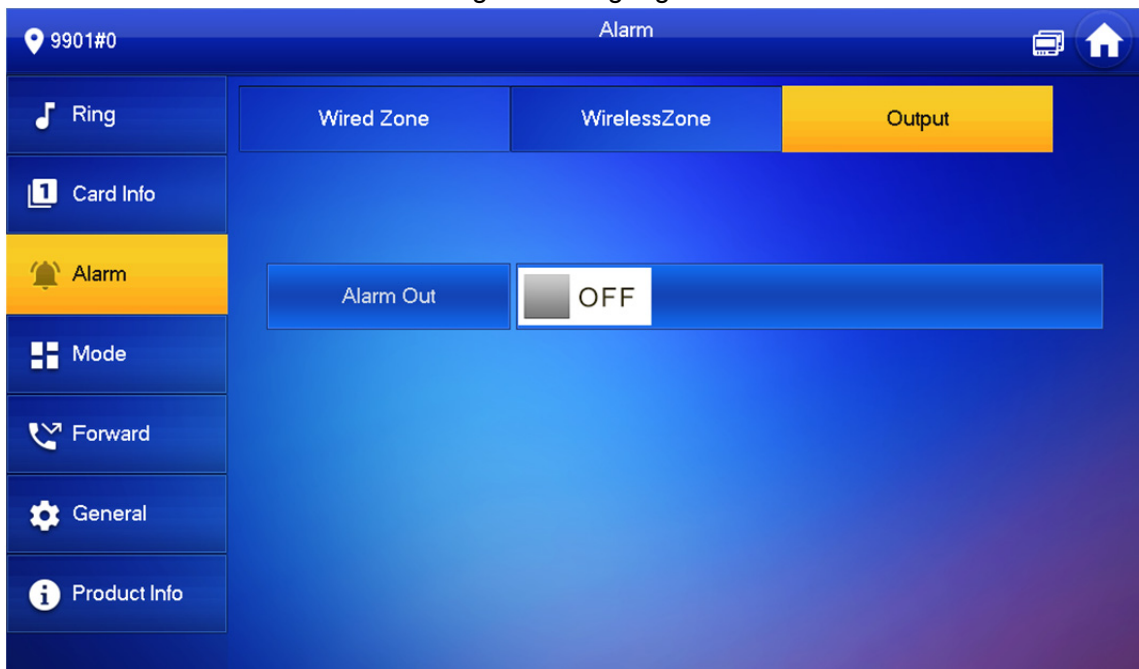 9901#0
Alarm
Ring
Wired Zone
WirelessZone
Output
1
Card Info
Alarm
Alarm Out
OFF
Mode
Forward
General
Product Info